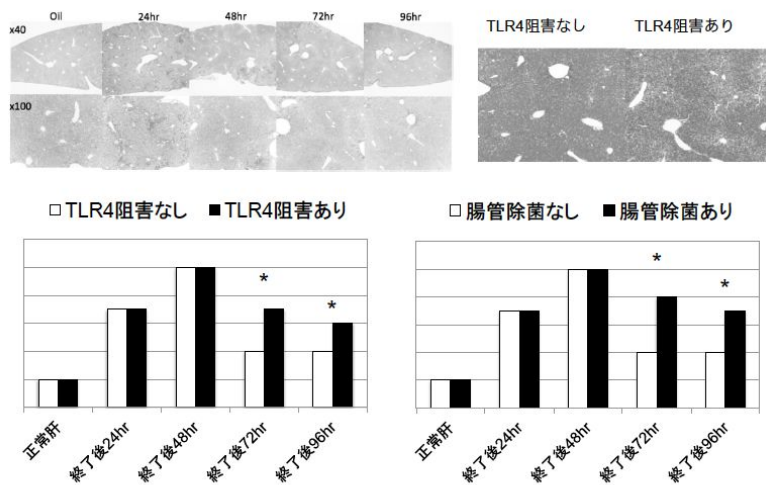 Oil 24hr 48hr 72hr 96hr
x40
x100
TLR4阻害なし TLR4阻害あり
□TLR4阻害なし ■TLR4阻害あり
*
*
正常肝 終了後24hr 終了後48hr 終了後72hr 終了後96hr
□腸管除菌なし ■腸管除菌あり
*
*
正常肝 終了後24hr 終了後48hr 終了後72hr 終了後96hr